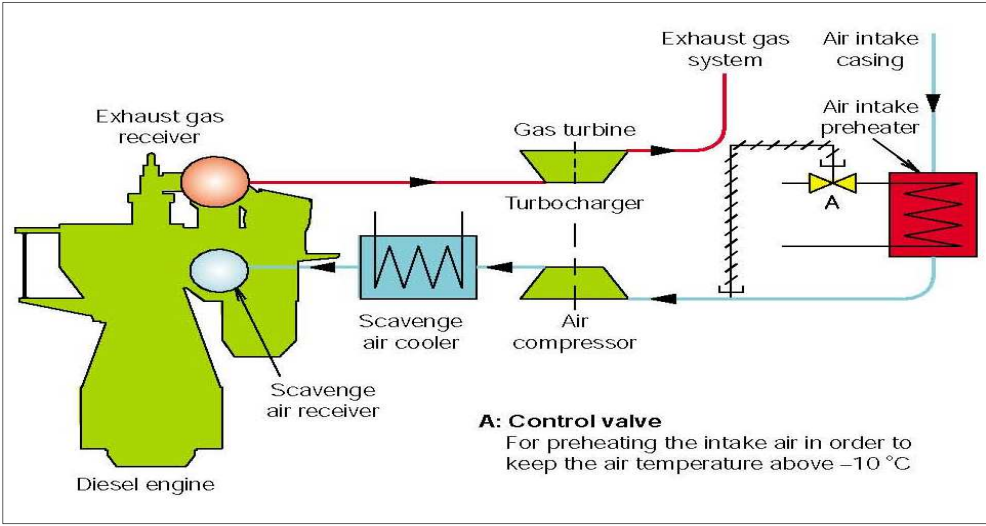 Exhaust gas
system
Air intake
casing
Exhaust gas
receiver
Gas turbine
Air intake
preheater
Turbocharger
A
Scavenge
air cooler
Air
compressor
Scavenge
air receiver
A: Control valve
For preheating the intake air in order to
keep the air temperature above –10 °C
Diesel engine